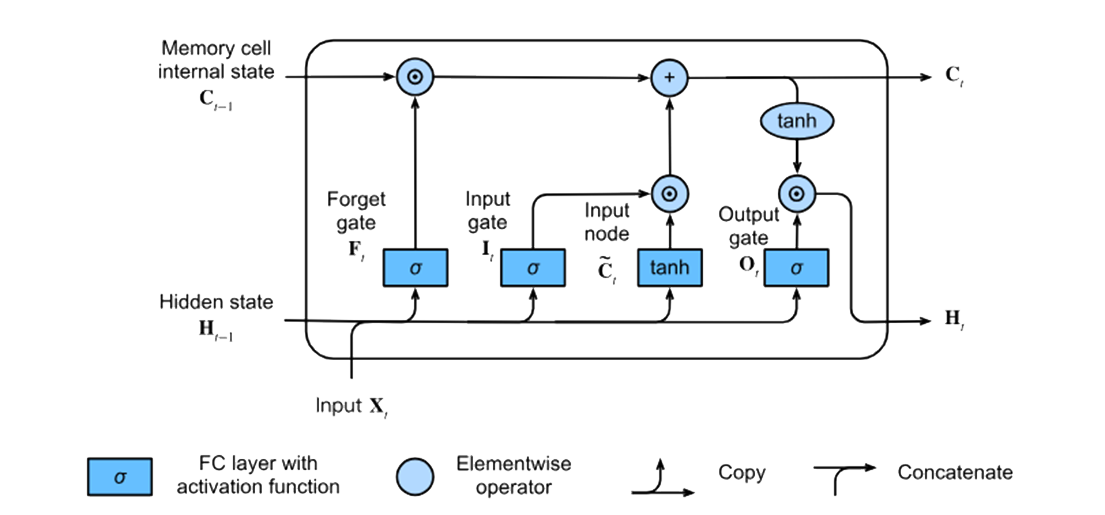 Memory cell
internal state
C_{t-1}
⊙
+
C_t
tanh
⊙
⊙
Forget
gate
F_t
Input
gate
I_t
Input
node
C̃_t
Output
gate
O_t
σ
σ
tanh
σ
Hidden state
H_{t-1}
H_t
Input X_t
σ
FC layer with
activation function
Elementwise
operator
Copy
Concatenate